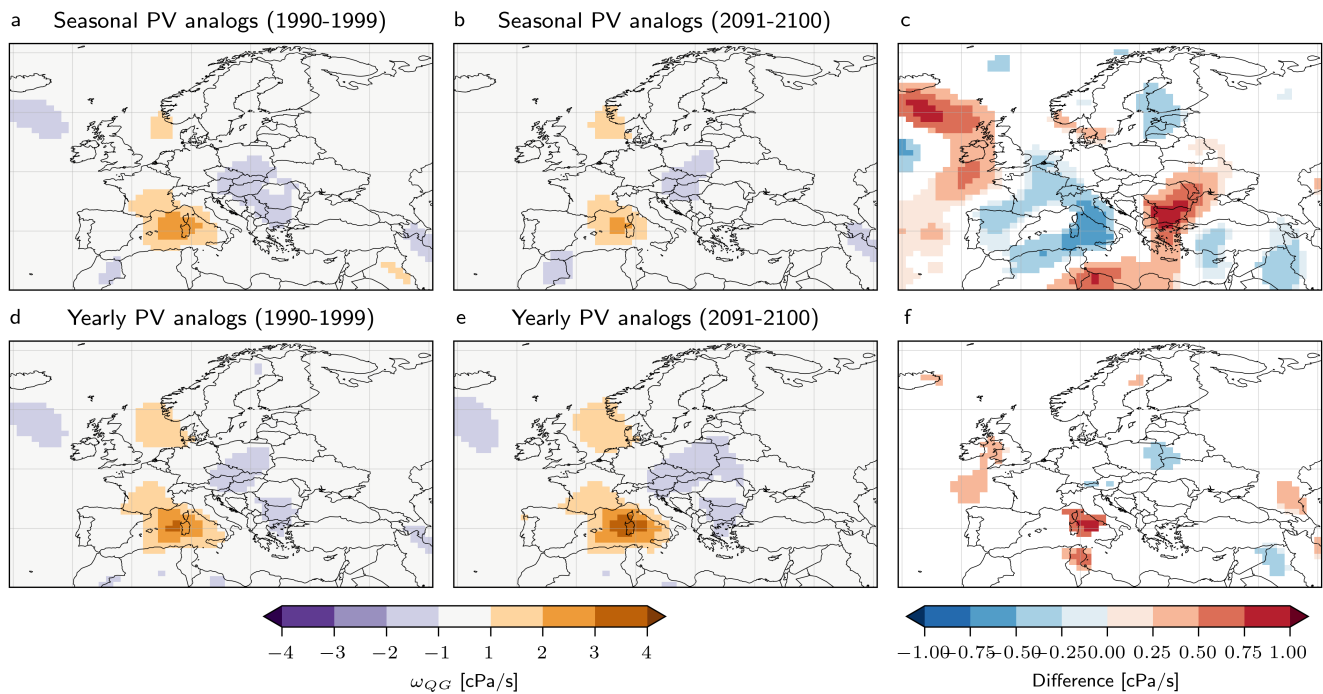 a Seasonal PV analogs (1990-1999)
b Seasonal PV analogs (2091-2100)
c
d Yearly PV analogs (1990-1999)
e Yearly PV analogs (2091-2100)
f
−4 −3 −2 −1 1 2 3 4
ω_QG [cPa/s]
−1.00 −0.75 −0.50 −0.25 0.00 0.25 0.50 0.75 1.00
Difference [cPa/s]